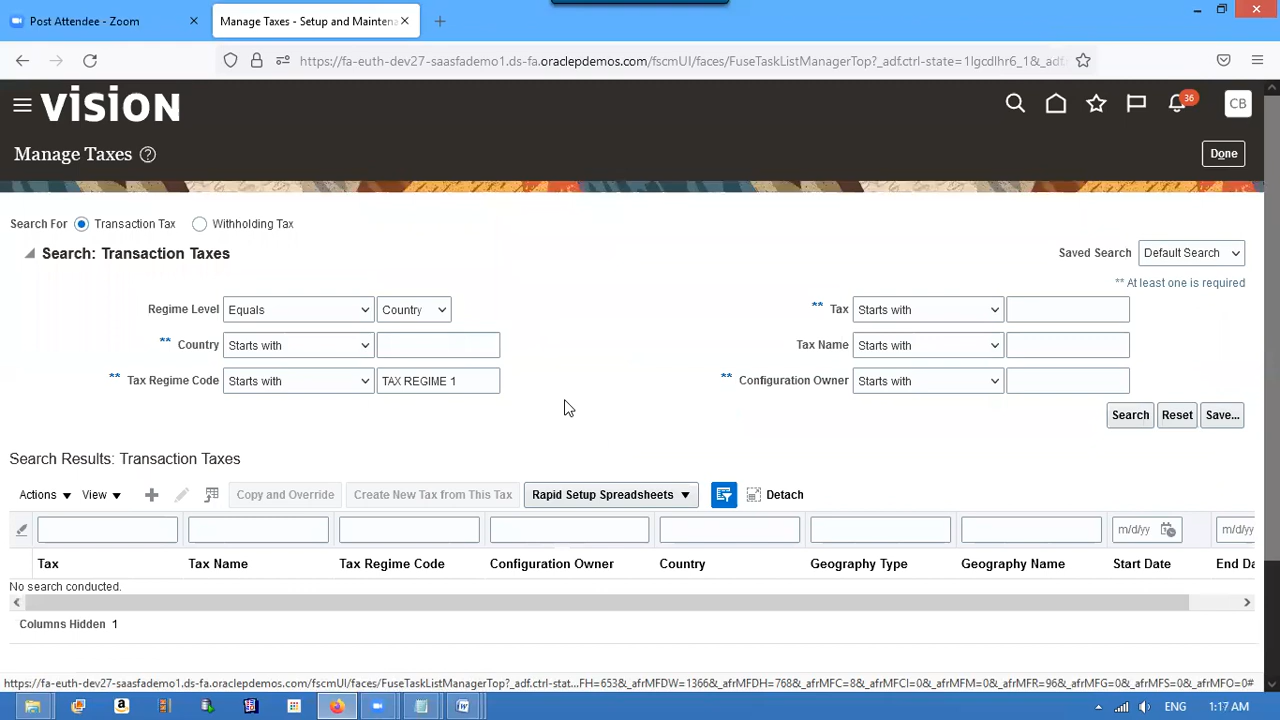 Post Attendee - Zoom
Manage Taxes - Setup and Mainten
https://fa-euth-dev27-saasfademo1.ds-fa.oraclepdemos.com/fscmUI/faces/FuseTaskListManagerTop?_adf.ctrl-state=1lgcdlhr6_1&_adf
VISION
36
CB
Manage Taxes
Done
Search For Transaction Tax Withholding Tax
Search: Transaction Taxes
Saved Search Default Search
** At least one is required
Regime Level Equals Country
** Tax Starts with
** Country Starts with
Tax Name Starts with
** Tax Regime Code Starts with TAX REGIME 1
** Configuration Owner Starts with
Search Reset Save...
Search Results: Transaction Taxes
Actions View Copy and Override Create New Tax from This Tax Rapid Setup Spreadsheets Detach
m/d/yy m/d/yy
Tax Tax Name Tax Regime Code Configuration Owner Country Geography Type Geography Name Start Date End Da
No search conducted.
Columns Hidden 1
https://fa-euth-dev27-saasfademo1.ds-fa.oraclepdemos.com/fscmUI/faces/FuseTaskListManagerTop?_adf.ctrl-stat…FH=653&_afrMFDW=1366&_afrMFDH=768&_afrMFC=8&_afrMFCI=0&_afrMFM=0&_afrMFR=96&_afrMFG=0&_afrMFS=0&_afrMFO=0#
ENG 1:17 AM